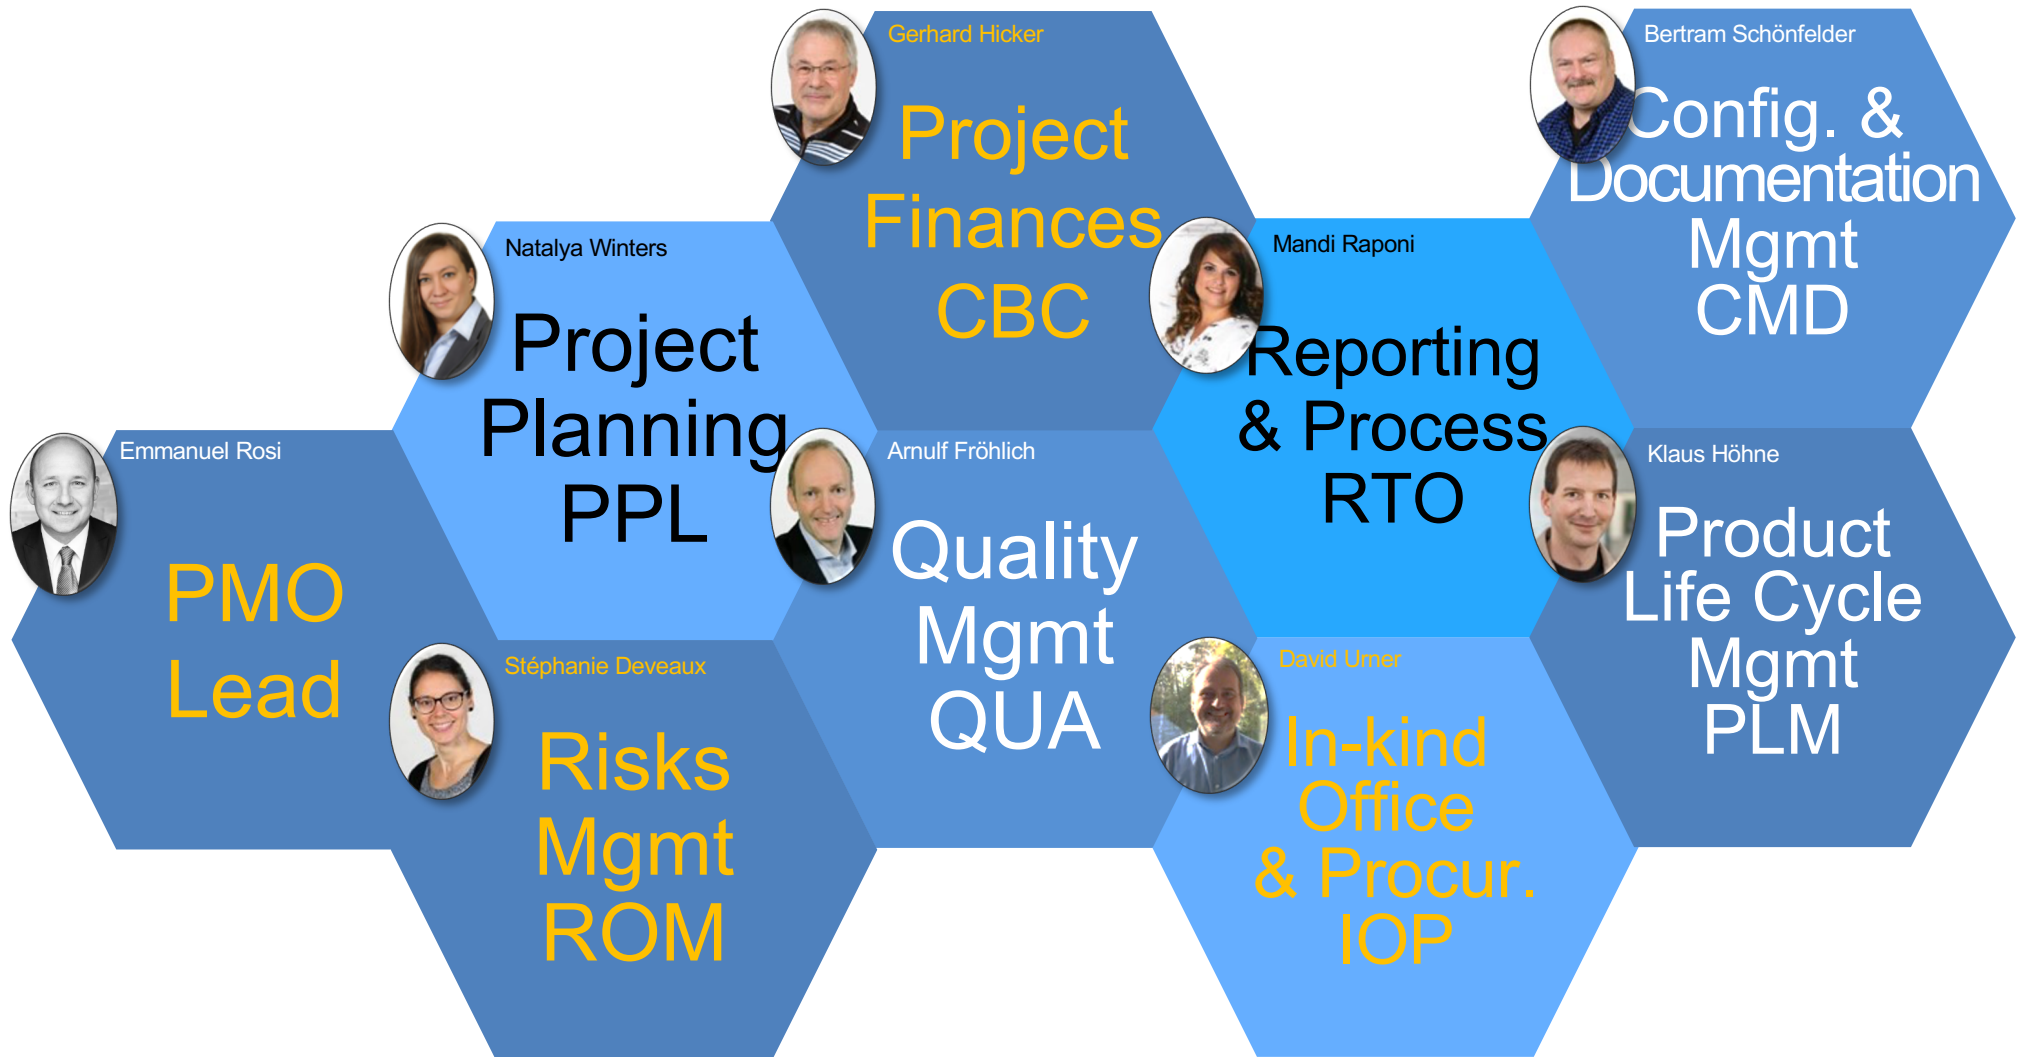 Emmanuel Rosi
PMO
Lead
Natalya Winters
Project
Planning
PPL
Stéphanie Deveaux
Risks
Mgmt
ROM
Gerhard Hicker
Project
Finances
CBC
Arnulf Fröhlich
Quality
Mgmt
QUA
Mandi Raponi
Reporting
& Process
RTO
David Urner
In-kind
Office
& Procur.
IOP
Bertram Schönfelder
Config. &
Documentation
Mgmt
CMD
Klaus Höhne
Product
Life Cycle
Mgmt
PLM